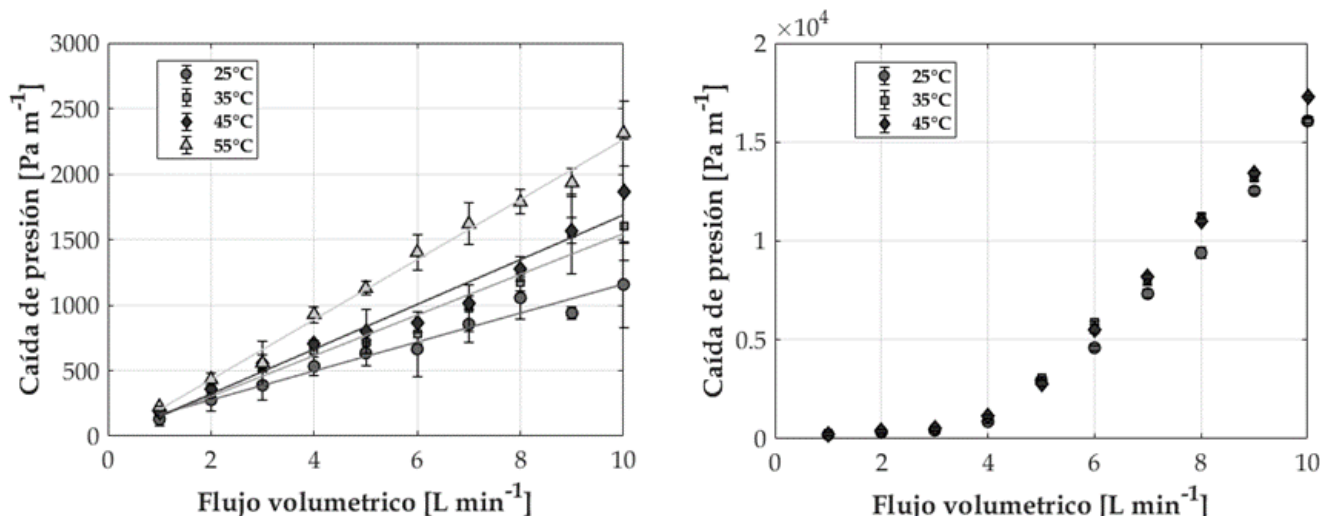 3000
2500
2000
1500
1000
500
0
Caída de presión [Pa m⁻¹]
25°C
35°C
45°C
55°C
0 2 4 6 8 10
Flujo volumetrico [L min⁻¹]
×10⁴
2
1.5
1
0.5
0
Caída de presión [Pa m⁻¹]
25°C
35°C
45°C
0 2 4 6 8 10
Flujo volumetrico [L min⁻¹]